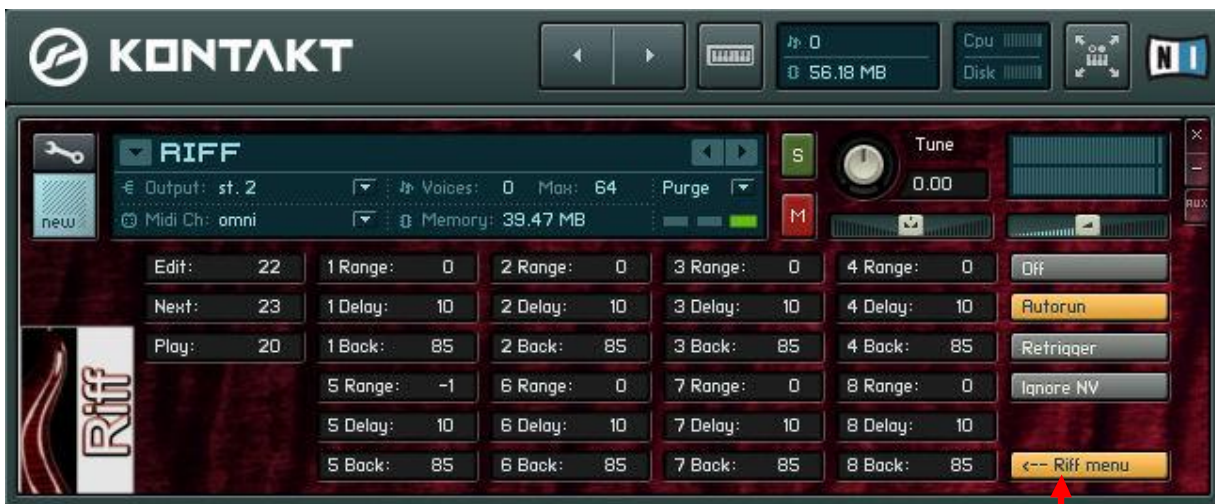 KONTAKT
0
56.18 MB
Cpu
Disk
N I
RIFF
S
Tune
0.00
new
Output: st. 2
Voices: 0 Max: 64
Purge
Midi Ch: omni
Memory: 39.47 MB
M
AUX
Edit: 22 1 Range: 0 2 Range: 0 3 Range: 0 4 Range: 0 Off
Next: 23 1 Delay: 10 2 Delay: 10 3 Delay: 10 4 Delay: 10 Autorun
Play: 20 1 Back: 85 2 Back: 85 3 Back: 85 4 Back: 85 Retrigger
5 Range: -1 6 Range: 0 7 Range: 0 8 Range: 0 Ignore NV
5 Delay: 10 6 Delay: 10 7 Delay: 10 8 Delay: 10
5 Back: 85 6 Back: 85 7 Back: 85 8 Back: 85 <-- Riff menu
Riff